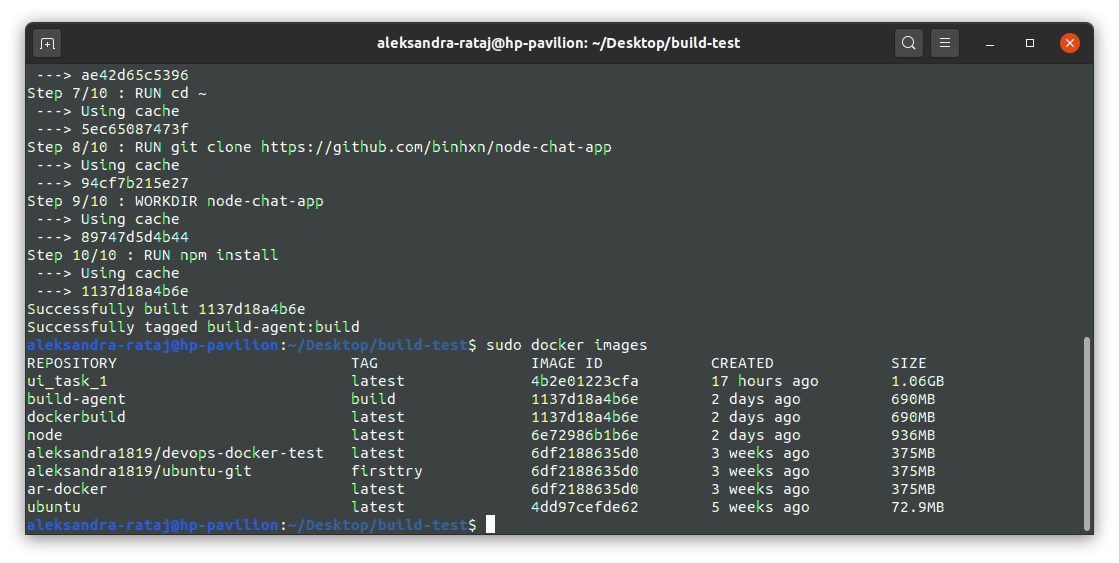 aleksandra-rataj@hp-pavilion: ~/Desktop/build-test
---> ae42d65c5396
Step 7/10 : RUN cd ~
---> Using cache
---> 5ec65087473f
Step 8/10 : RUN git clone https://github.com/binhxn/node-chat-app
---> Using cache
---> 94cf7b215e27
Step 9/10 : WORKDIR node-chat-app
---> Using cache
---> 89747d5d4b44
Step 10/10 : RUN npm install
---> Using cache
---> 1137d18a4b6e
Successfully built 1137d18a4b6e
Successfully tagged build-agent:build
aleksandra-rataj@hp-pavilion:~/Desktop/build-test$ sudo docker images
REPOSITORY TAG IMAGE ID CREATED SIZE
ui_task_1 latest 4b2e01223cfa 17 hours ago 1.06GB
build-agent build 1137d18a4b6e 2 days ago 690MB
dockerbuild latest 1137d18a4b6e 2 days ago 690MB
node latest 6e72986b1b6e 2 days ago 936MB
aleksandra1819/devops-docker-test latest 6df2188635d0 3 weeks ago 375MB
aleksandra1819/ubuntu-git firsttry 6df2188635d0 3 weeks ago 375MB
ar-docker latest 6df2188635d0 3 weeks ago 375MB
ubuntu latest 4dd97cefde62 5 weeks ago 72.9MB
aleksandra-rataj@hp-pavilion:~/Desktop/build-test$